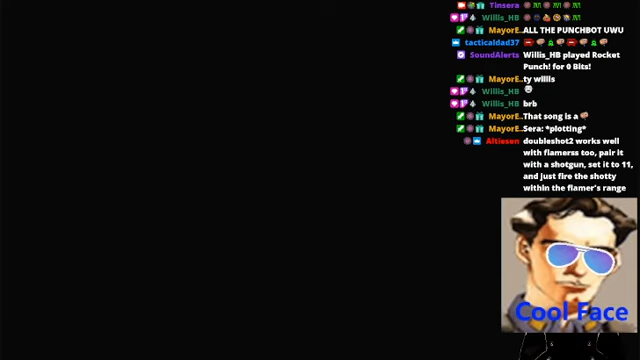 Tinsera
Willis_HB
MayorE.. ALL THE PUNCHBOT UWU
tacticaldad37
SoundAlerts Willis_HB played Rocket
Punch! for 0 Bits!
MayorE.. ty willis
Willis_HB
Willis_HB brb
MayorE.. That song is a
MayorE.. Sera: *plotting*
Altiesen doubleshot2 works well
with flamerss too, pair it
with a shotgun, set it to 11,
and just fire the shotty
within the flamer's range
Cool Face